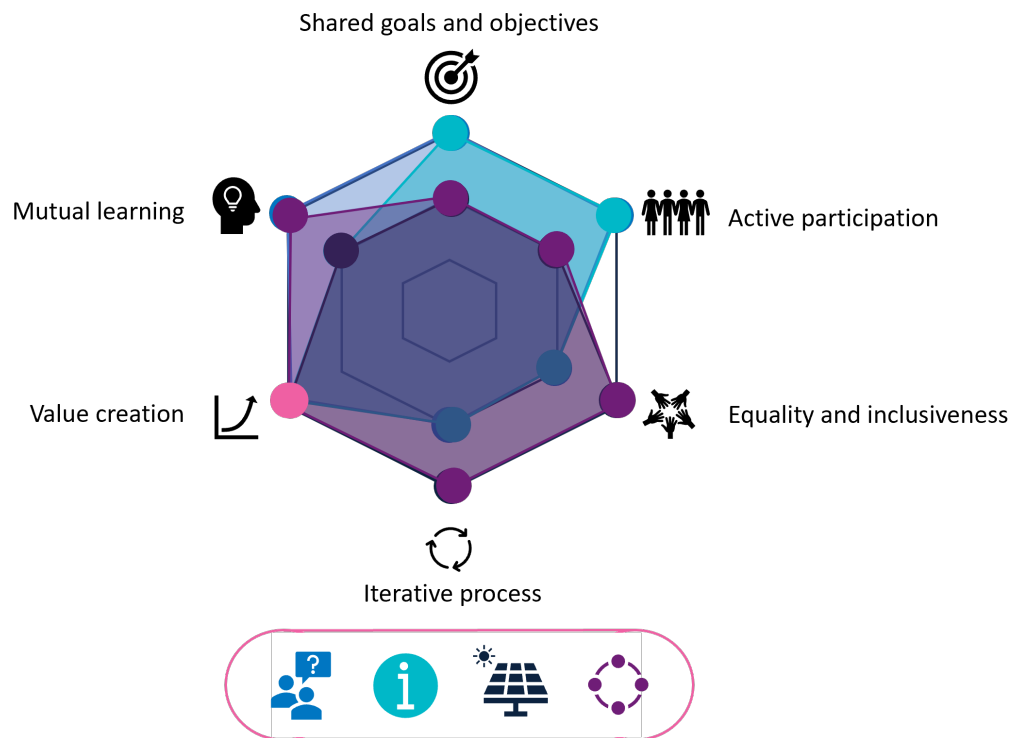 Shared goals and objectives
Mutual learning
Active participation
Value creation
Equality and inclusiveness
Iterative process
?
i